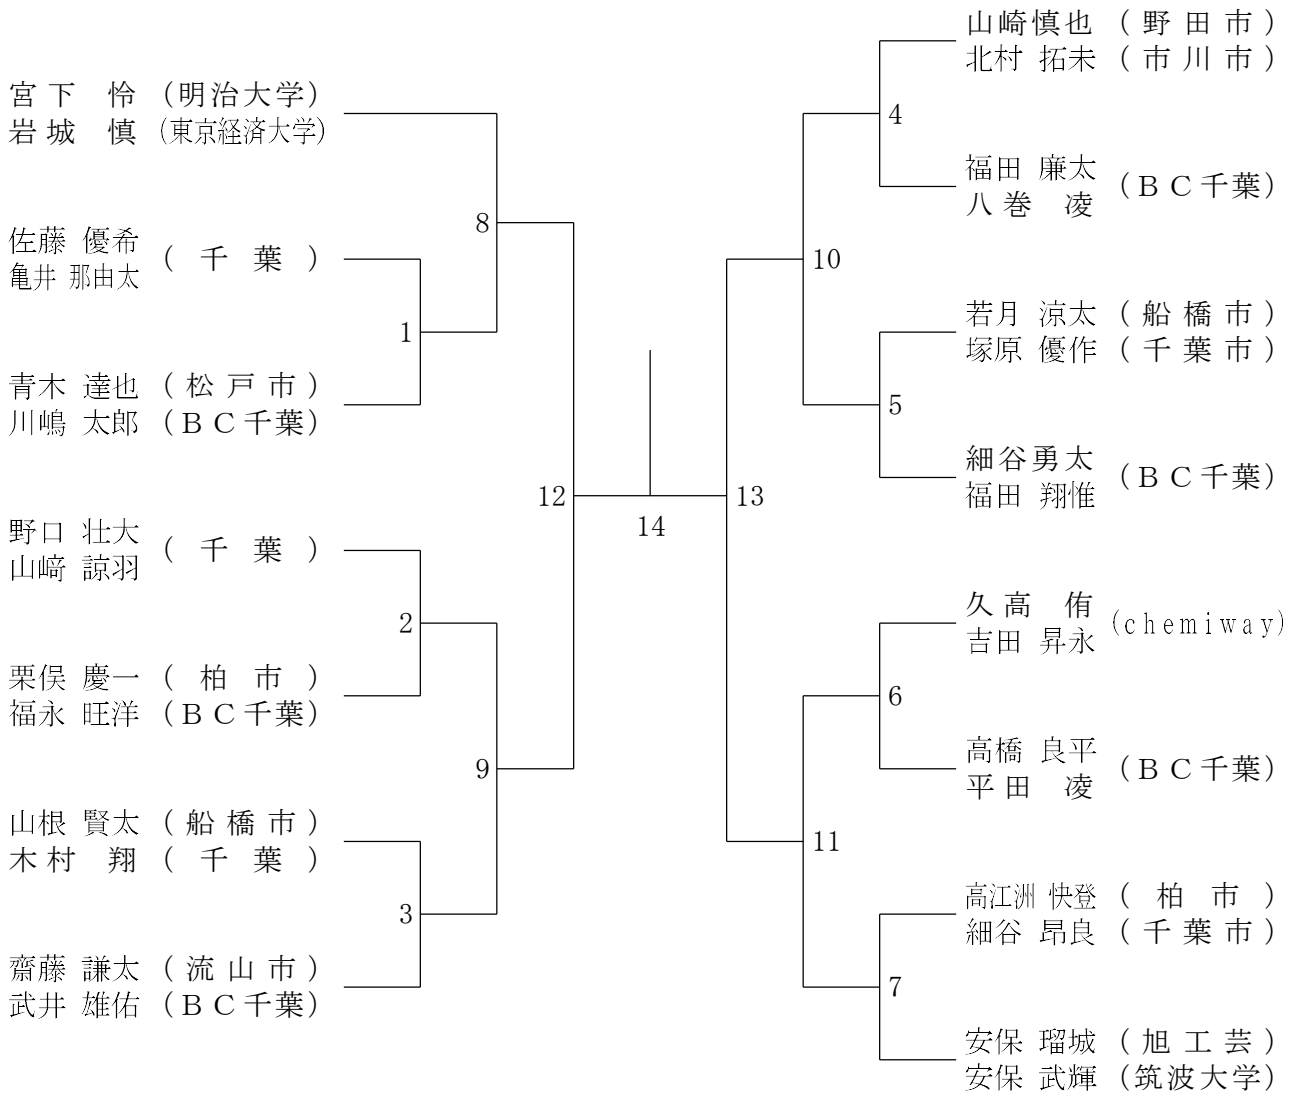 宮下 怜 (明治大学)
岩城 慎 (東京経済大学)
佐藤 優希
亀井 那由太
(千葉)
青木 達也 (松戸市)
川嶋 太郎 (ＢＣ千葉)
野口 壮大
山﨑 諒羽
(千葉)
栗俣 慶一 (柏市)
福永 旺洋 (ＢＣ千葉)
山根 賢太 (船橋市)
木村 翔 (千葉)
齋藤 謙太 (流山市)
武井 雄佑 (ＢＣ千葉)
1
2
3
8
9
12
14
13
10
11
4
5
6
7
山崎慎也 (野田市)
北村 拓未 (市川市)
福田 廉太
八巻 凌
(ＢＣ千葉)
若月 涼太 (船橋市)
塚原 優作 (千葉市)
細谷勇太
福田 翔惟
(ＢＣ千葉)
久高 侑
吉田 昇永
(chemiway)
高橋 良平
平田 凌
(ＢＣ千葉)
高江洲 快登 (柏市)
細谷 昂良 (千葉市)
安保 瑠城 (旭工芸)
安保 武輝 (筑波大学)